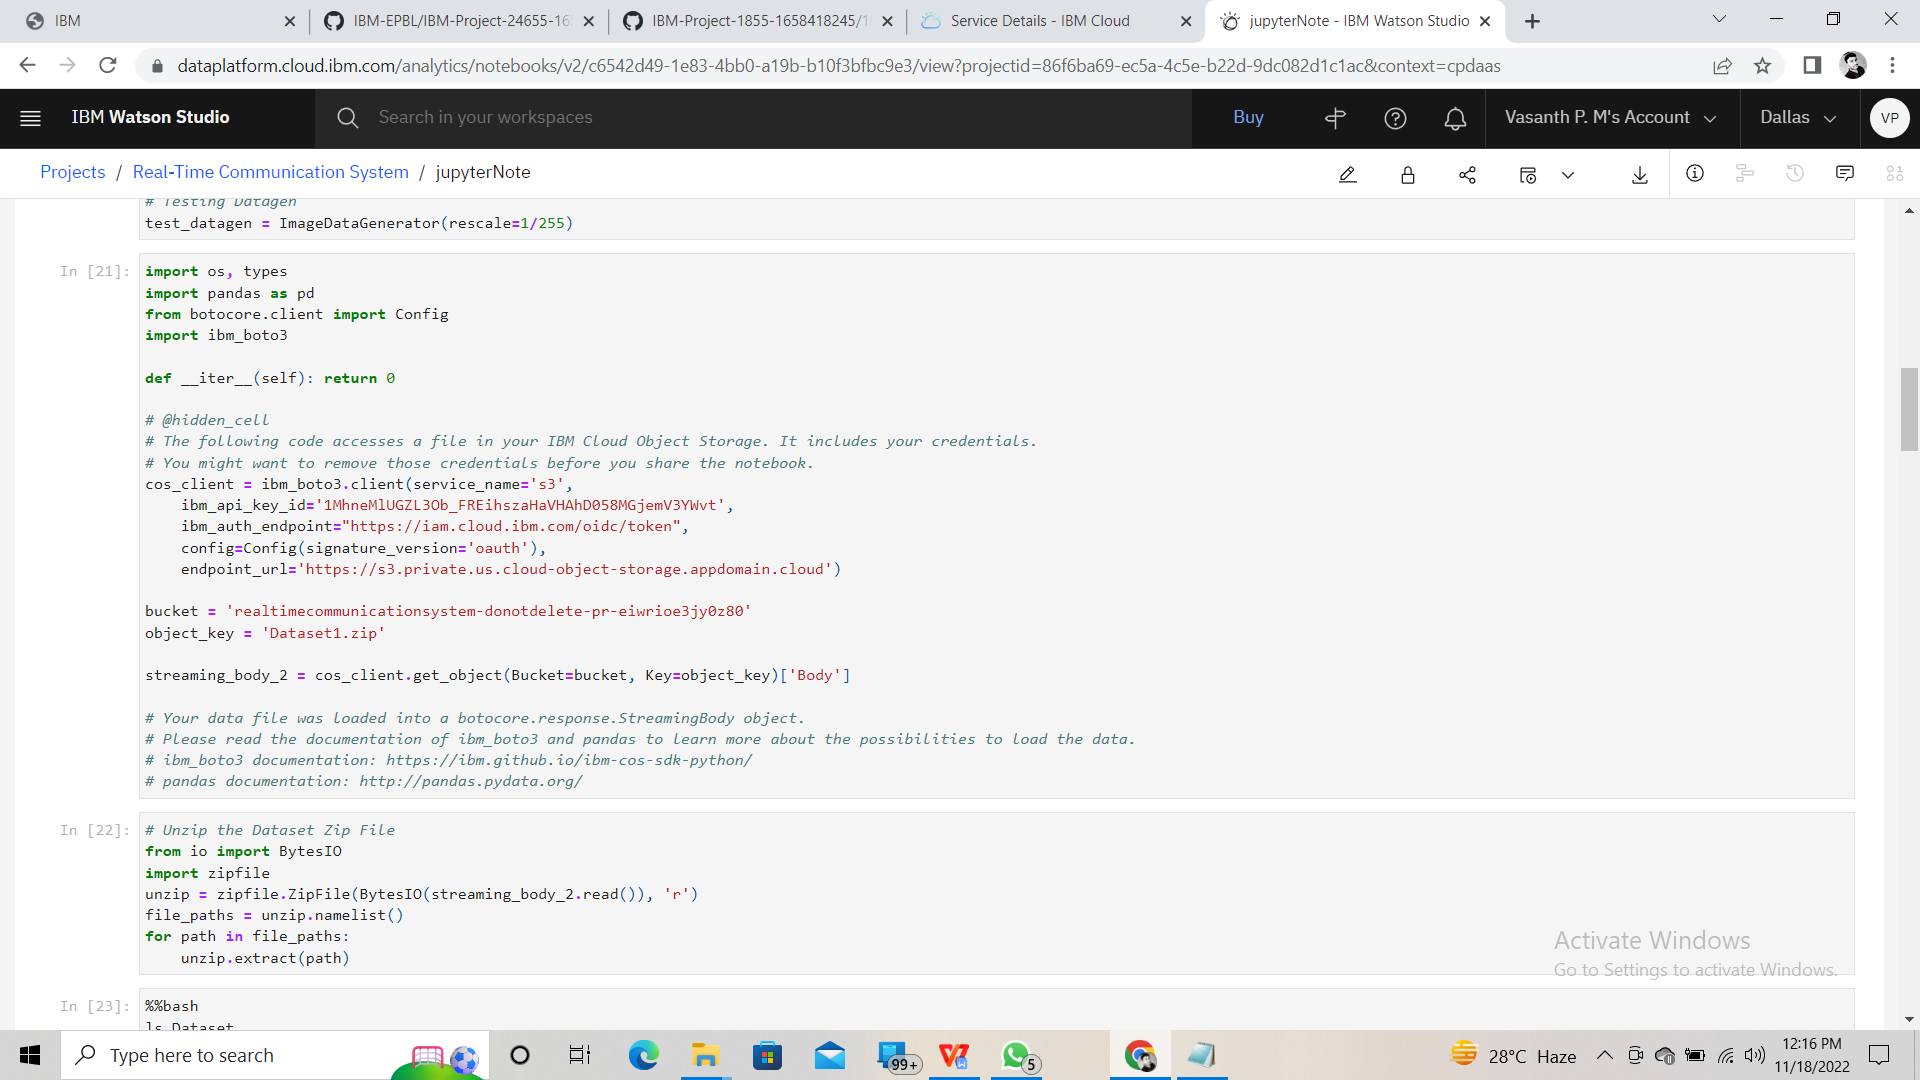 IBM
IBM-EPBL/IBM-Project-24655-16
IBM-Project-1855-1658418245/1
Service Details - IBM Cloud
jupyterNote - IBM Watson Studio
dataplatform.cloud.ibm.com/analytics/notebooks/v2/c6542d49-1e83-4bb0-a19b-b10f3bfbc9e3/view?projectid=86f6ba69-ec5a-4c5e-b22d-9dc082d1c1ac&context=cpdaas
IBM Watson Studio
Search in your workspaces
Buy
Vasanth P. M's Account
Dallas
VP
Projects / Real-Time Communication System / jupyterNote
# Testing Datagen
test_datagen = ImageDataGenerator(rescale=1/255)
In [21]:
import os, types
import pandas as pd
from botocore.client import Config
import ibm_boto3
def __iter__(self): return 0
# @hidden_cell
# The following code accesses a file in your IBM Cloud Object Storage. It includes your credentials.
# You might want to remove those credentials before you share the notebook.
cos_client = ibm_boto3.client(service_name='s3',
ibm_api_key_id='1MhneMlUGZL3Ob_FREihszaHaVHAhD058MGjemV3YWvt',
ibm_auth_endpoint="https://iam.cloud.ibm.com/oidc/token",
config=Config(signature_version='oauth'),
endpoint_url='https://s3.private.us.cloud-object-storage.appdomain.cloud')
bucket = 'realtimecommunicationsystem-donotdelete-pr-eiwrioe3jy0z80'
object_key = 'Dataset1.zip'
streaming_body_2 = cos_client.get_object(Bucket=bucket, Key=object_key)['Body']
# Your data file was loaded into a botocore.response.StreamingBody object.
# Please read the documentation of ibm_boto3 and pandas to learn more about the possibilities to load the data.
# ibm_boto3 documentation: https://ibm.github.io/ibm-cos-sdk-python/
# pandas documentation: http://pandas.pydata.org/
In [22]:
# Unzip the Dataset Zip File
from io import BytesIO
import zipfile
unzip = zipfile.ZipFile(BytesIO(streaming_body_2.read()), 'r')
file_paths = unzip.namelist()
for path in file_paths:
unzip.extract(path)
In [23]:
%%bash
ls Dataset
Activate Windows
Go to Settings to activate Windows.
Type here to search
99+
5
28°C Haze
12:16 PM
11/18/2022